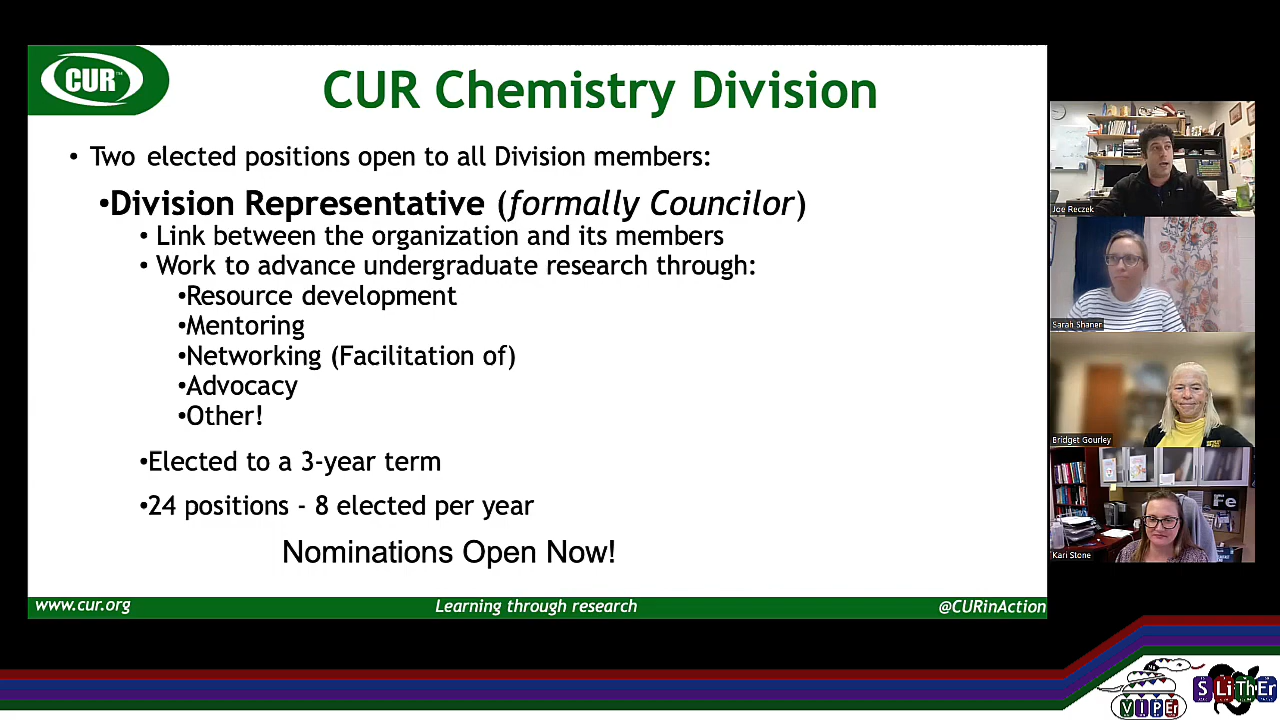 CUR™
CUR Chemistry Division
• Two elected positions open to all Division members:
•Division Representative (formally Councilor)
• Link between the organization and its members
• Work to advance undergraduate research through:
•Resource development
•Mentoring
•Networking (Facilitation of)
•Advocacy
•Other!
•Elected to a 3-year term
•24 positions - 8 elected per year
Nominations Open Now!
www.cur.org
Learning through research
@CURinAction
Joe Reczek
Sarah Shaner
Bridget Gourley
Fe
Kari Stone
VIPEr
SLiThEr